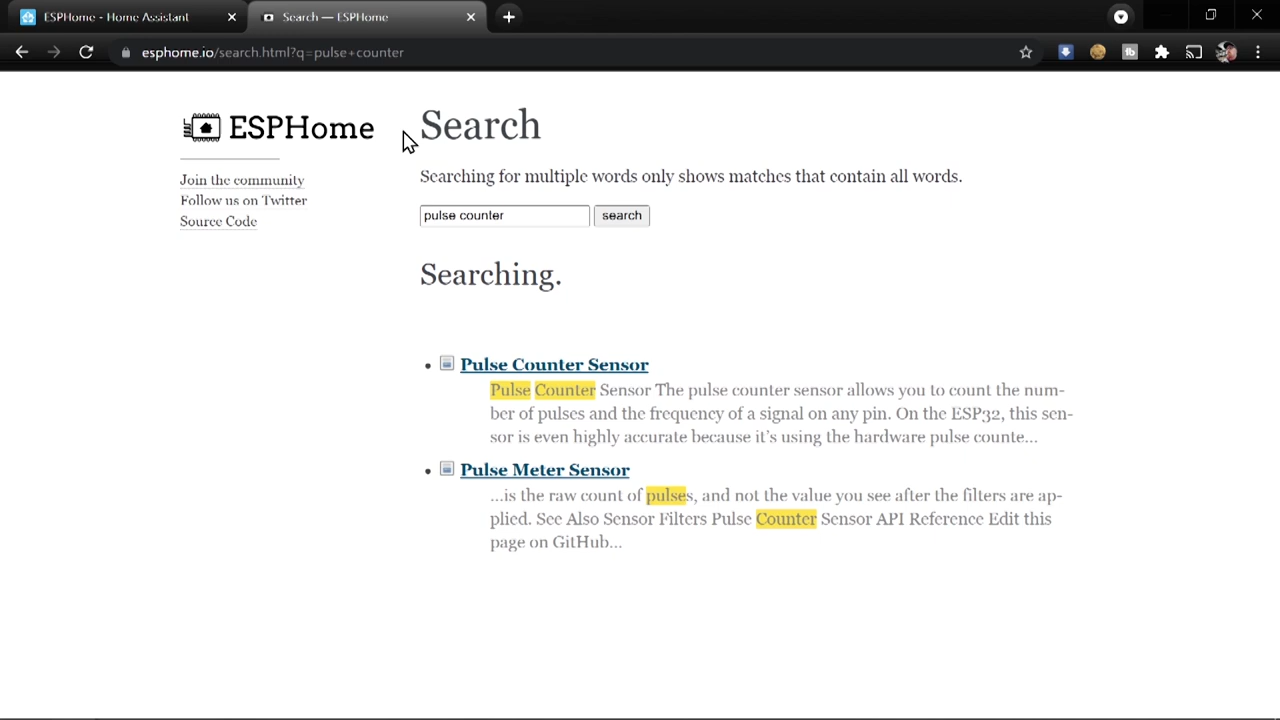 ESPHome - Home Assistant
Search — ESPHome
esphome.io/search.html?q=pulse+counter
ESPHome
Join the community
Follow us on Twitter
Source Code
Search
Searching for multiple words only shows matches that contain all words.
pulse counter
search
Searching.
Pulse Counter Sensor
Pulse Counter Sensor The pulse counter sensor allows you to count the num-
ber of pulses and the frequency of a signal on any pin. On the ESP32, this sen-
sor is even highly accurate because it’s using the hardware pulse counte...
Pulse Meter Sensor
...is the raw count of pulses, and not the value you see after the filters are ap-
plied. See Also Sensor Filters Pulse Counter Sensor API Reference Edit this
page on GitHub...